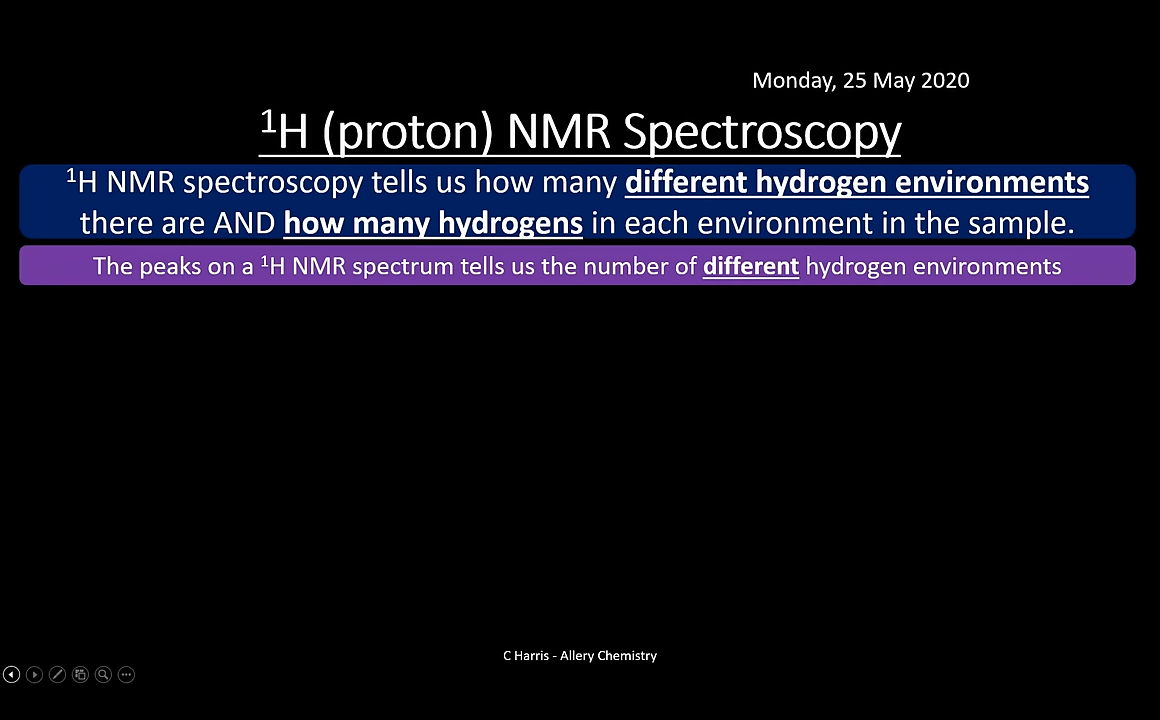 Monday, 25 May 2020
¹H (proton) NMR Spectroscopy
¹H NMR spectroscopy tells us how many different hydrogen environments
there are AND how many hydrogens in each environment in the sample.
The peaks on a ¹H NMR spectrum tells us the number of different hydrogen environments
C Harris - Allery Chemistry